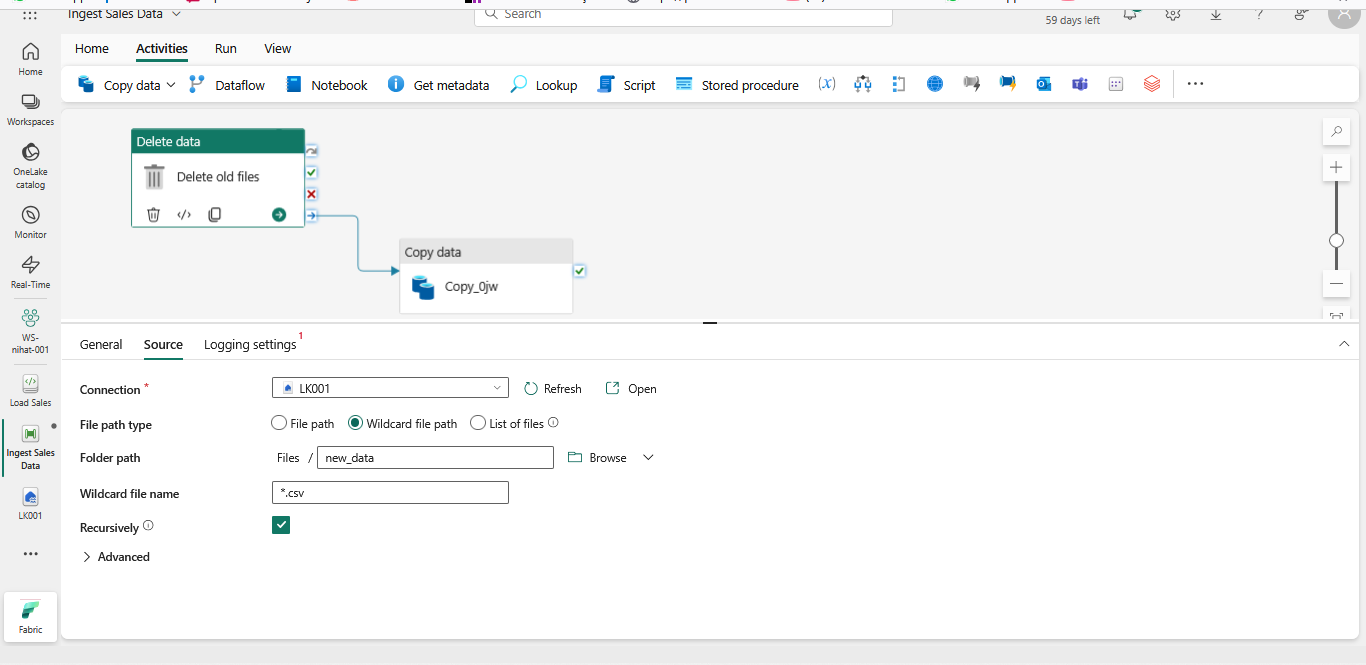 Ingest Sales Data
Search
59 days left
Home
Activities
Run
View
Copy data
Dataflow
Notebook
Get metadata
Lookup
Script
Stored procedure
(x)
Home
Workspaces
OneLake
catalog
Monitor
Real-Time
WS-
nihat-001
Load Sales
Ingest Sales
Data
LK001
Fabric
Delete data
Delete old files
Copy data
Copy_0jw
General
Source
Logging settings 1
Connection *
LK001
Refresh
Open
File path type
File path
Wildcard file path
List of files
Folder path
Files / new_data
Browse
Wildcard file name
*.csv
Recursively
Advanced